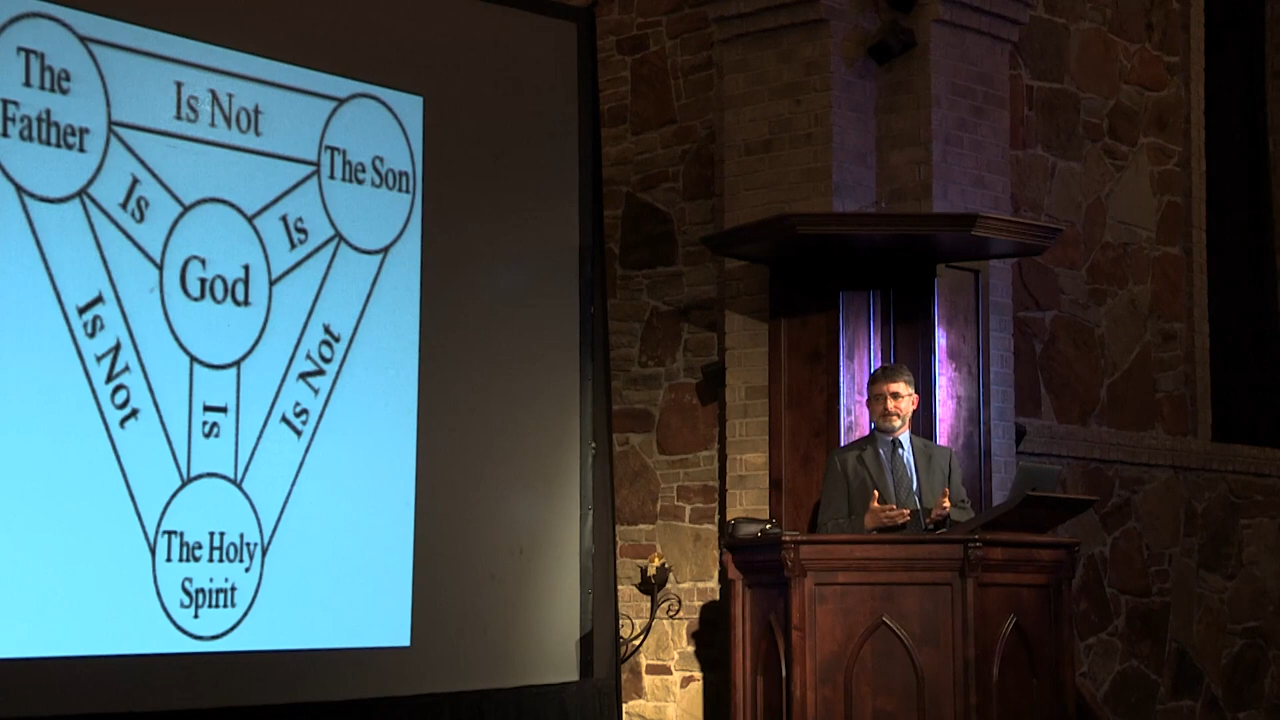 The
Father
Is Not
The Son
Is
Is
God
Is Not
Is
Is Not
The Holy
Spirit